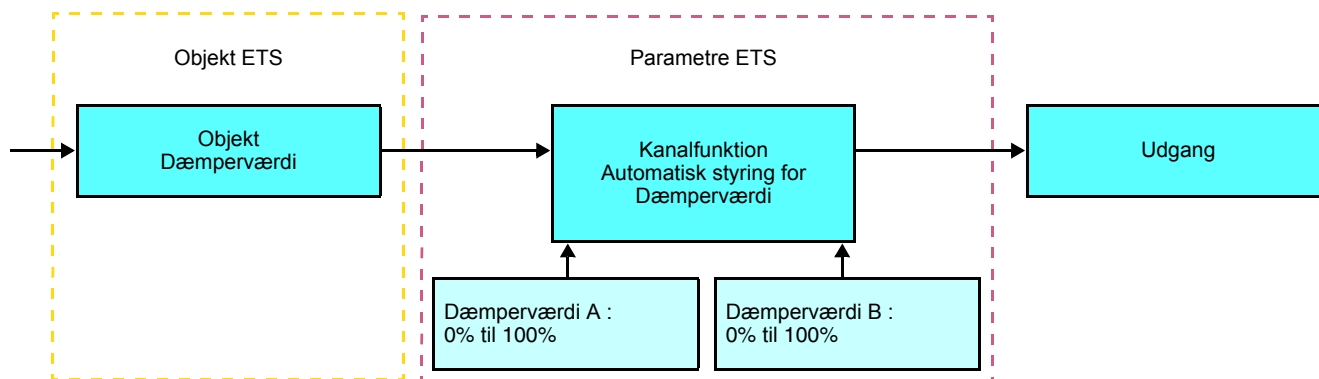 Objekt ETS
Parametre ETS
Objekt
Dæmperværdi
Kanalfunktion
Automatisk styring for
Dæmperværdi
Udgang
Dæmperværdi A :
0% til 100%
Dæmperværdi B :
0% til 100%